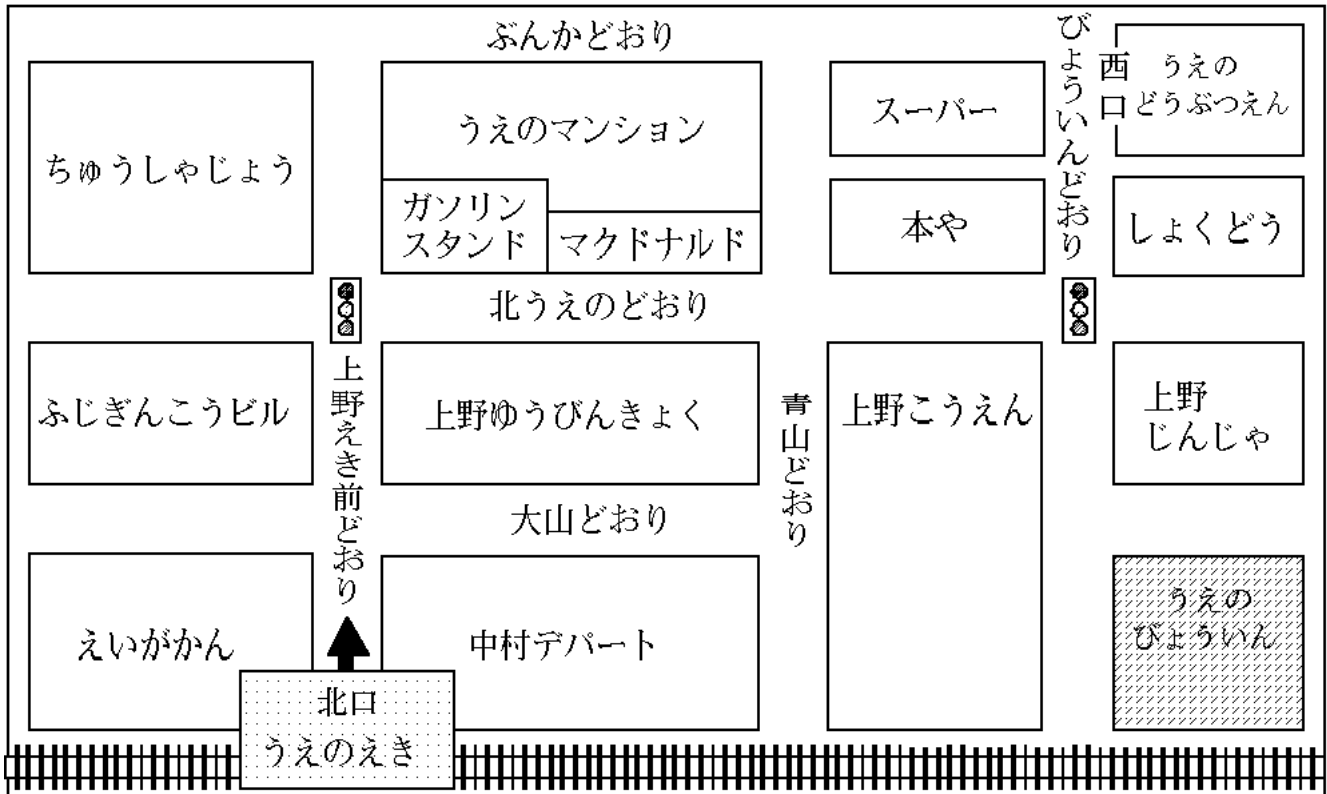 ぶんかどおり
びょういんどおり
西口
うえの
どうぶつえん
ちゅうしゃじょう
うえのマンション
スーパー
ガソリン
スタンド
マクドナルド
本や
しょくどう
北うえのどおり
上野えき前どおり
ふじぎんこうビル
上野ゆうびんきょく
青山どおり
上野こうえん
上野
じんじゃ
大山どおり
えいがかん
中村デパート
うえの
びょういん
北口
うえのえき